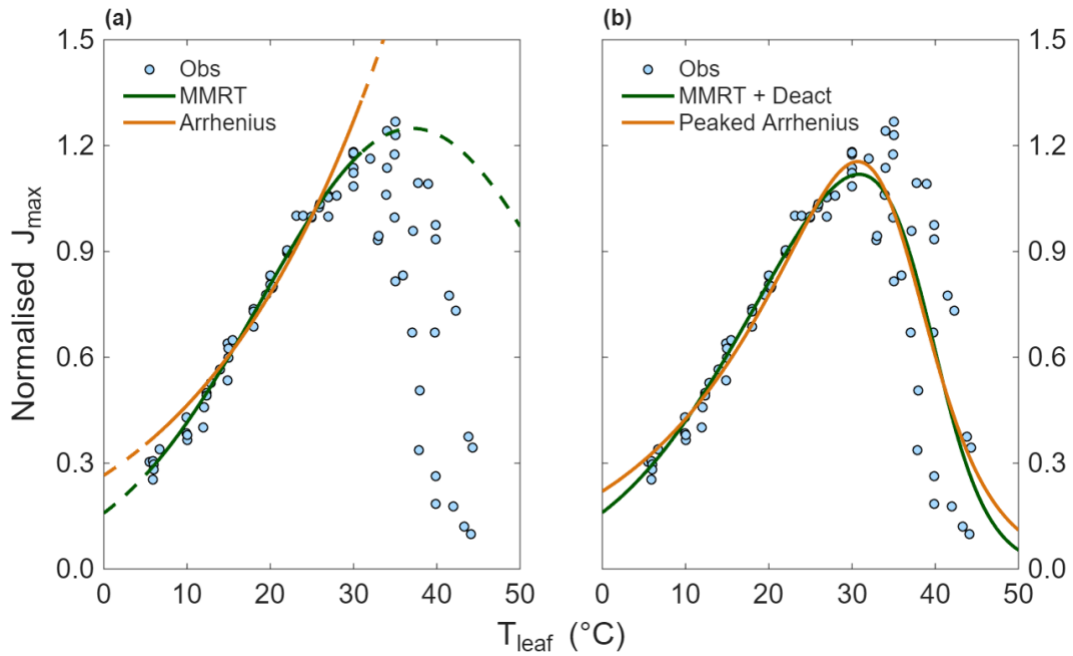 (a)
1.5
1.2
0.9
0.6
0.3
0.0
Normalised Jmax
Obs
MMRT
Arrhenius
0 10 20 30 40 50
(b)
Obs
MMRT + Deact
Peaked Arrhenius
1.5
1.2
0.9
0.6
0.3
0.0
0 10 20 30 40 50
Tleaf (°C)